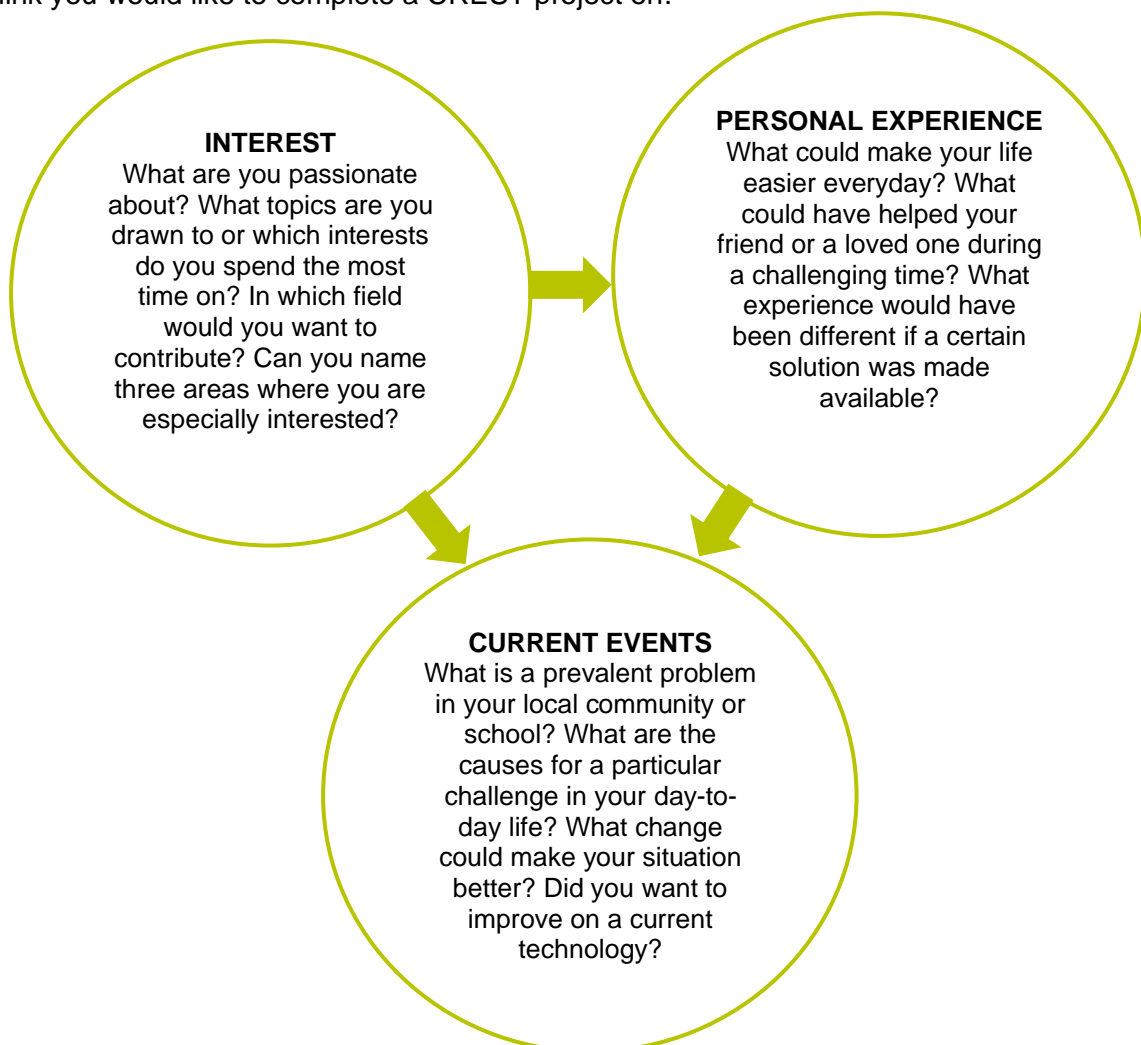 think you would like to complete a CREST project on.
INTEREST
What are you passionate
about? What topics are you
drawn to or which interests
do you spend the most
time on? In which field
would you want to
contribute? Can you name
three areas where you are
especially interested?
PERSONAL EXPERIENCE
What could make your life
easier everyday? What
could have helped your
friend or a loved one during
a challenging time? What
experience would have
been different if a certain
solution was made
available?
CURRENT EVENTS
What is a prevalent problem
in your local community or
school? What are the
causes for a particular
challenge in your day-to-
day life? What change
could make your situation
better? Did you want to
improve on a current
technology?